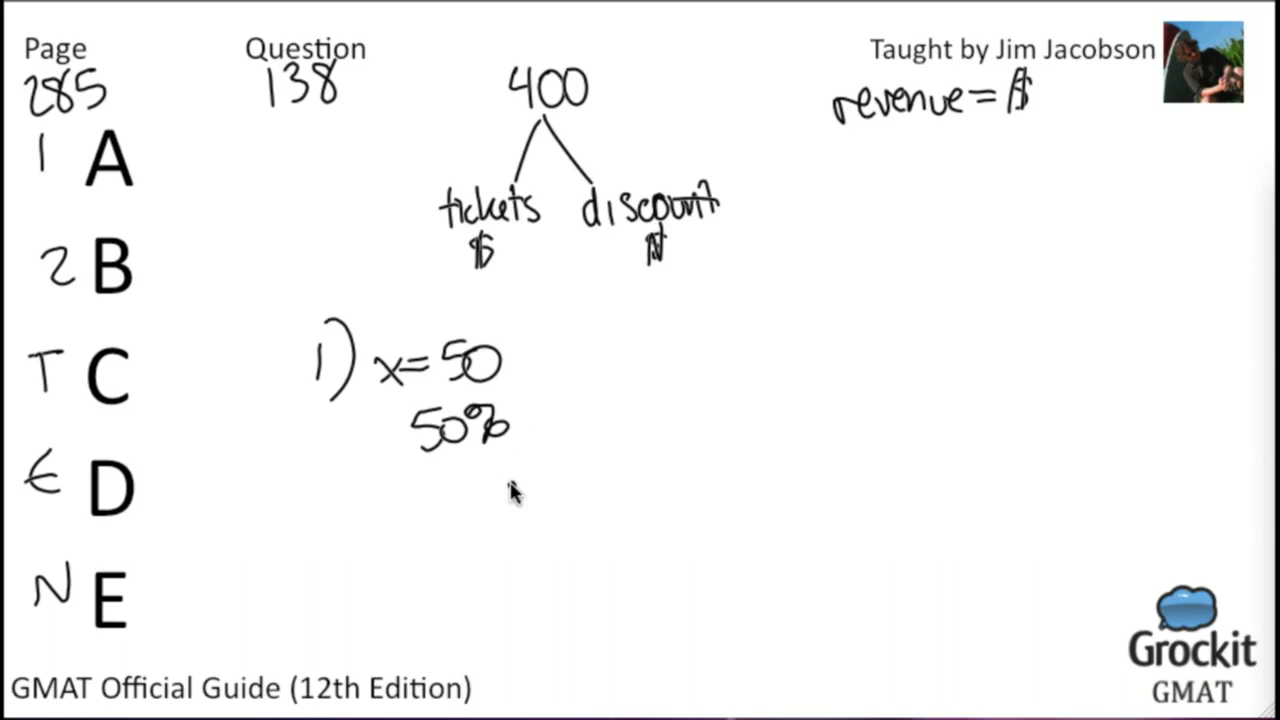 Page Question Taught by Jim Jacobson
285 138 400 revenue = $
1 A
tickets discount
$
2 B
1) x = 50
T C
50%
E D
N E
Grockit
GMAT
GMAT Official Guide (12th Edition)